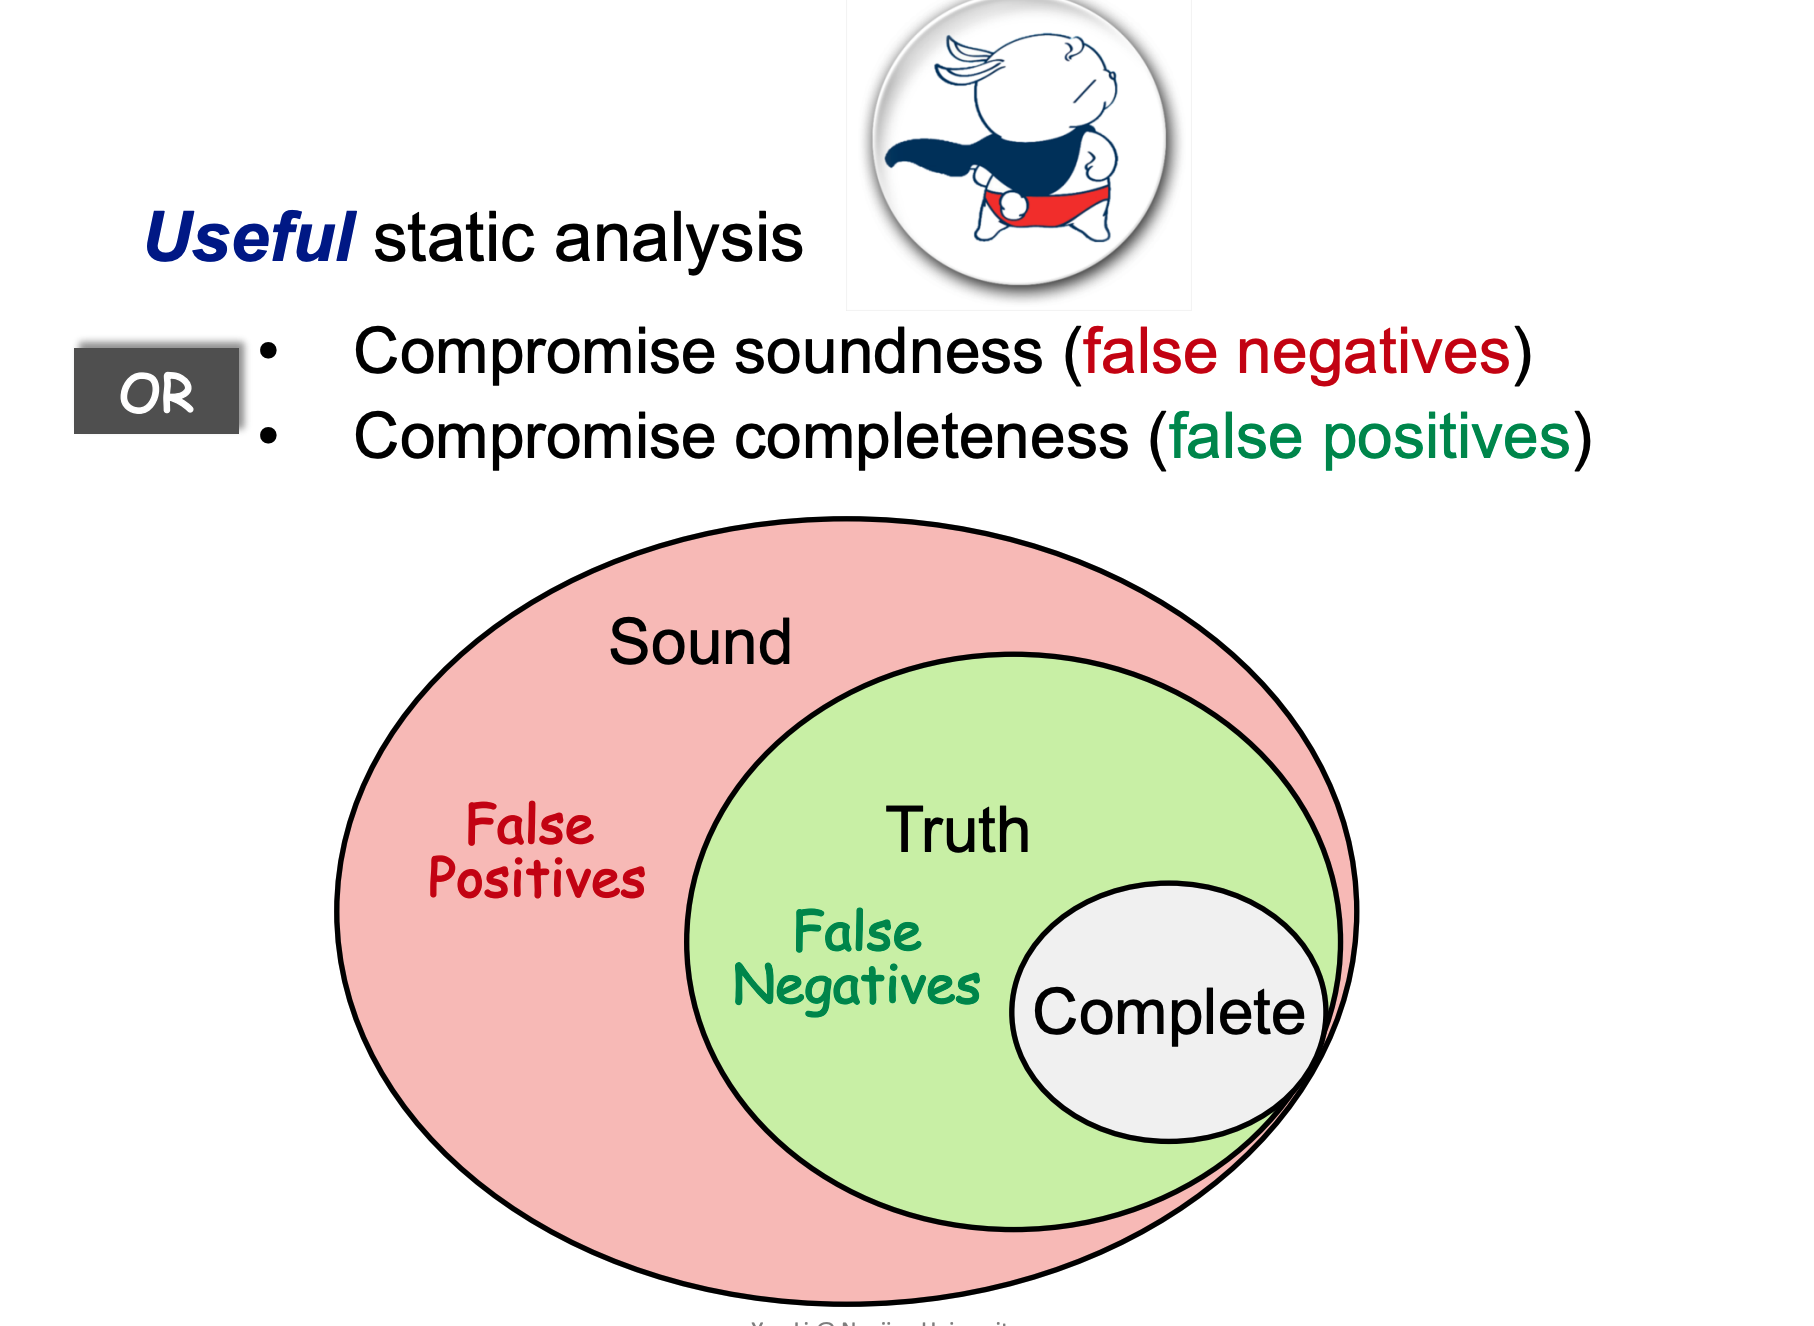 Useful static analysis
OR
• Compromise soundness (false negatives)
• Compromise completeness (false positives)
Sound
False
Positives
Truth
False
Negatives
Complete